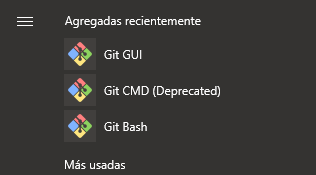 Agregadas recientemente
Git GUI
Git CMD (Deprecated)
Git Bash
Más usadas